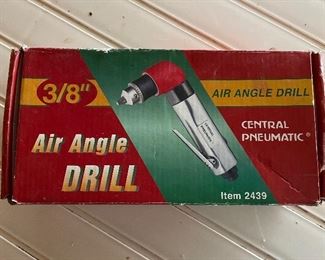 3/8"
AIR ANGLE DRILL
CENTRAL
PNEUMATIC®
Air Angle
DRILL
Item 2439